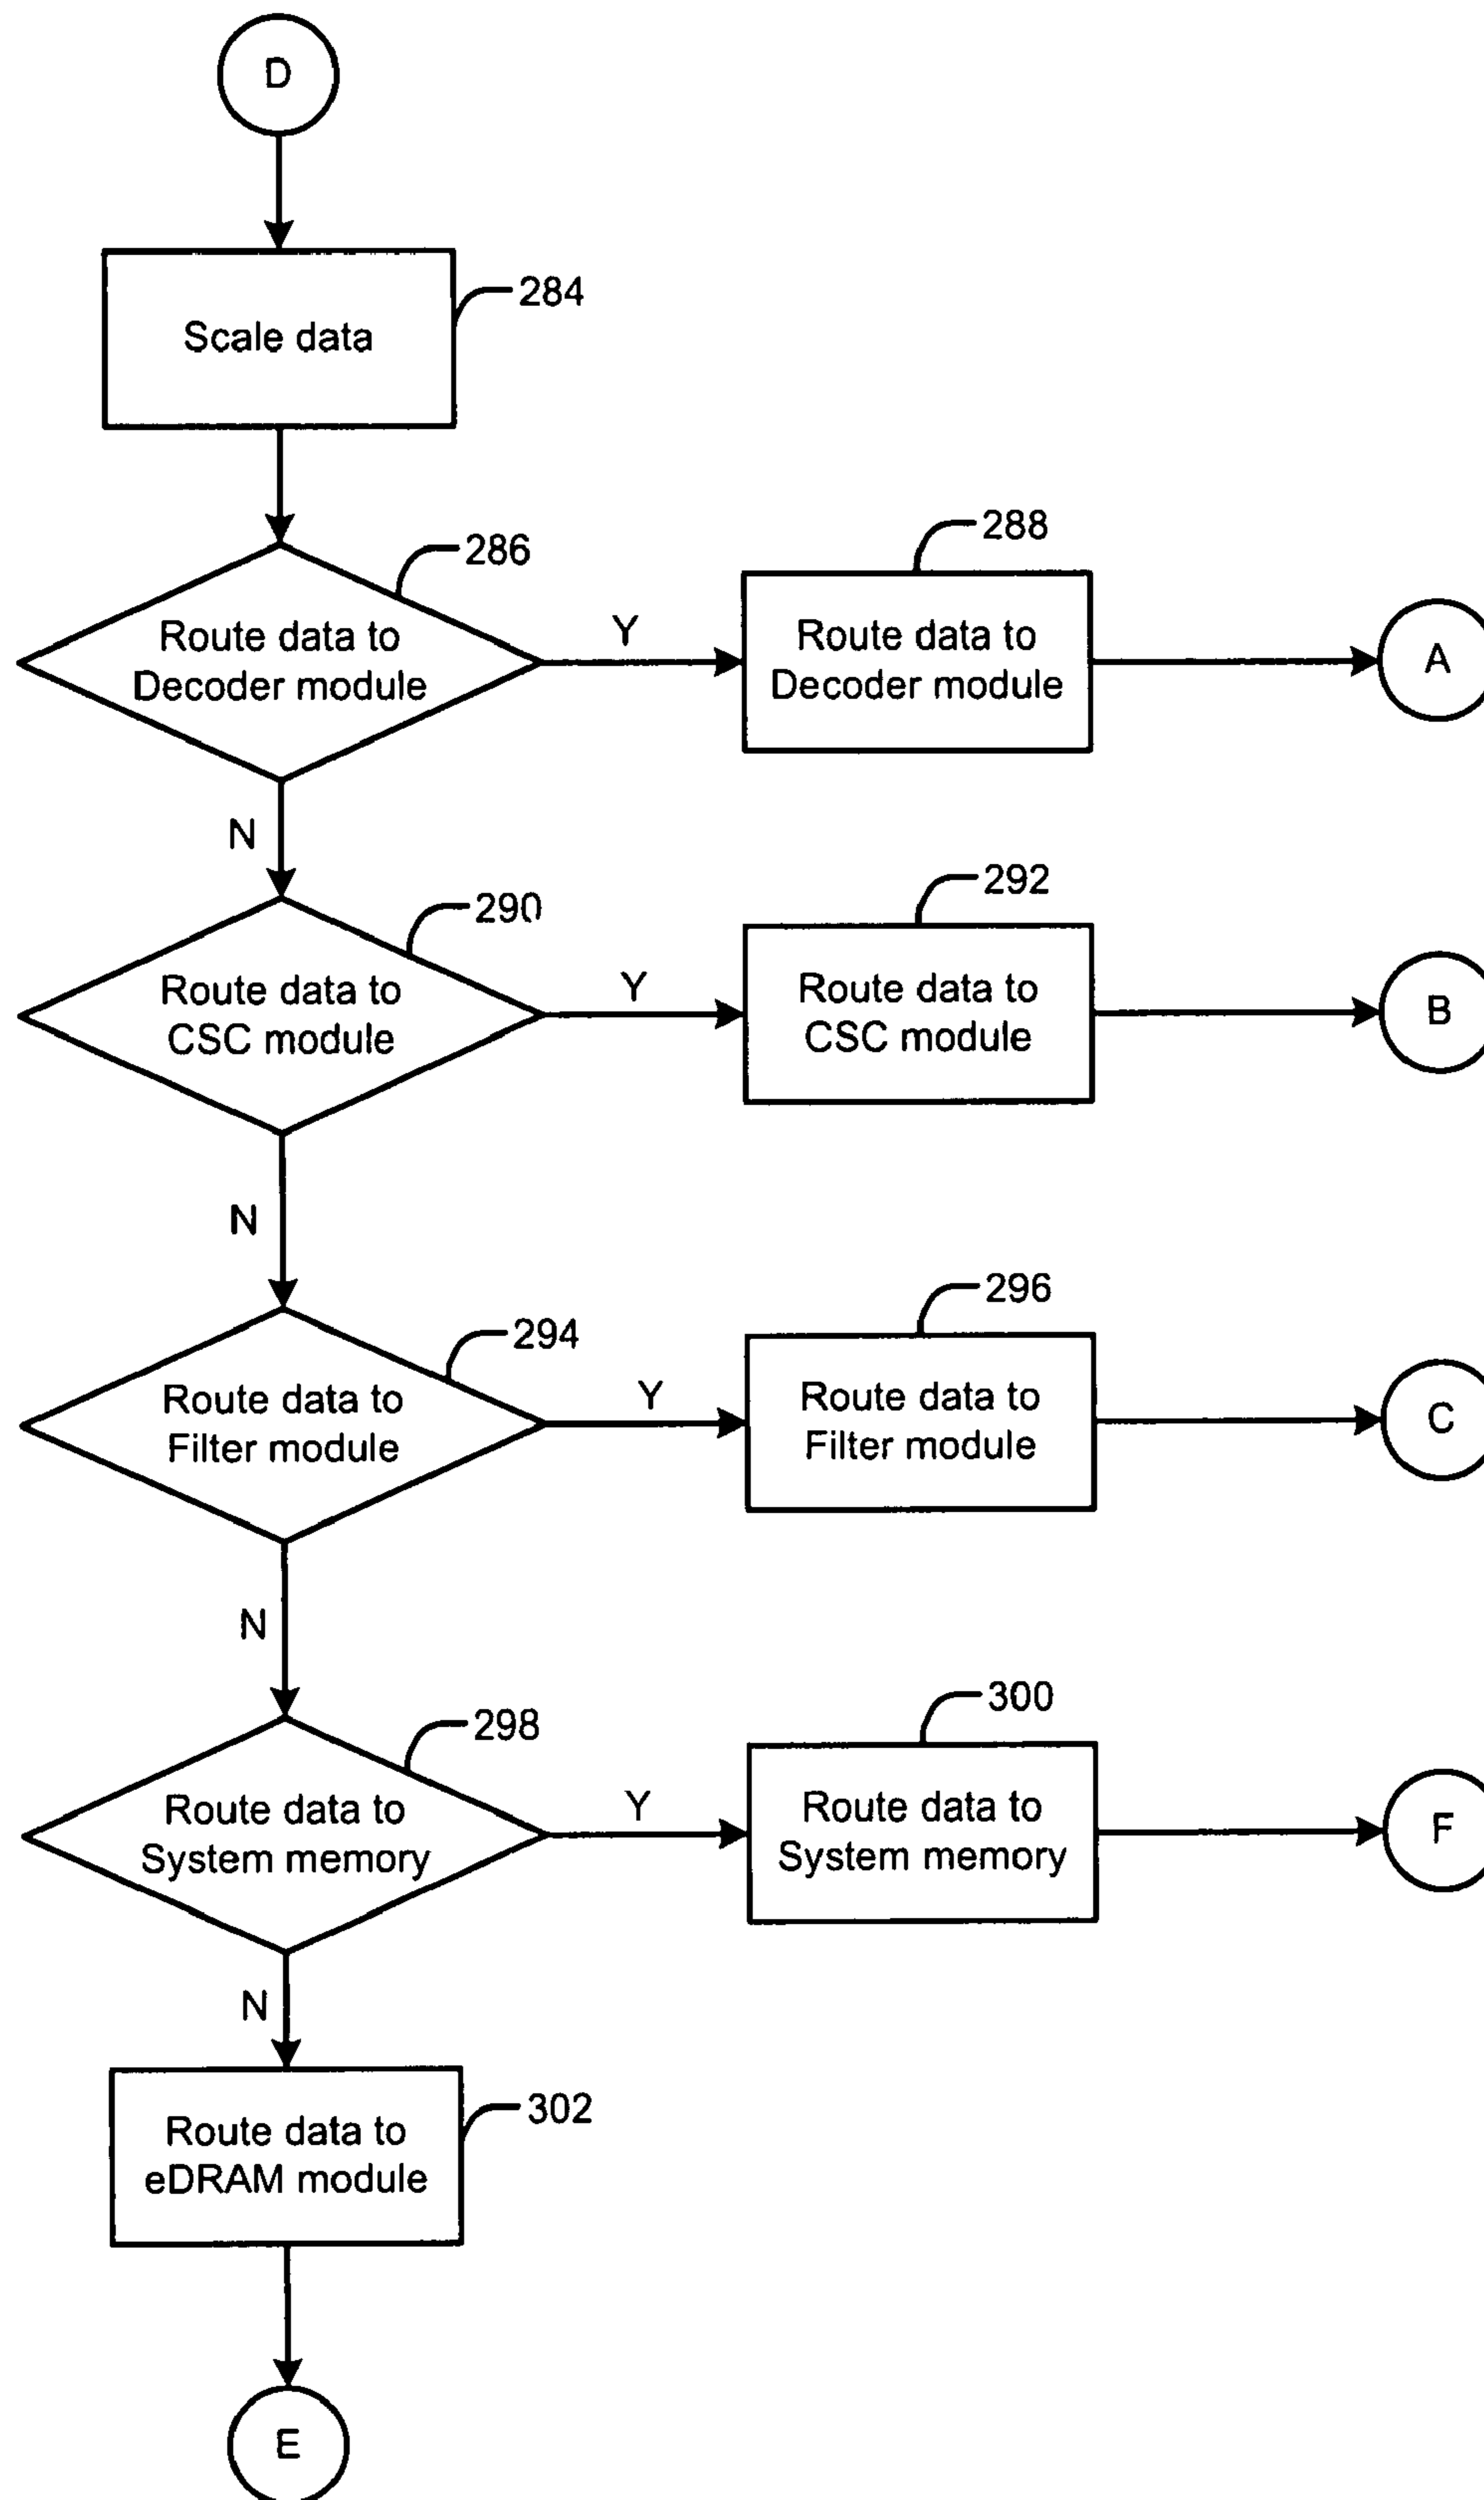 D
Scale data
284
286
Route data to
Decoder module
Y
288
Route data to
Decoder module
A
N
290
Route data to
CSC module
Y
292
Route data to
CSC module
B
N
294
Route data to
Filter module
Y
296
Route data to
Filter module
C
N
298
Route data to
System memory
Y
300
Route data to
System memory
F
N
302
Route data to
eDRAM module
E